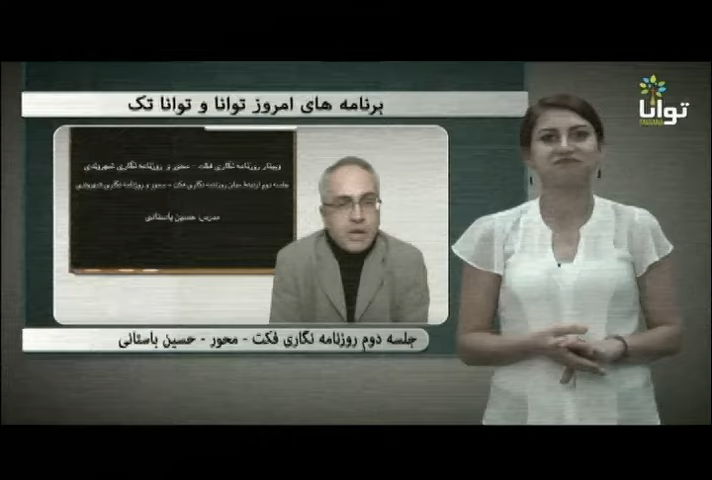 برنامه های امروز توانا و توانا تک
توانا
TAVAANA
وبینار روزنامه نگاری فکت - محور و روزنامه نگاری شهروندی
جلسه دوم ارتباط میان روزنامه نگاری فکت - محور و روزنامه نگاری شهروندی
مدرس: حسین باستانی
جلسه دوم روزنامه نگاری فکت - محور - حسین باستانی